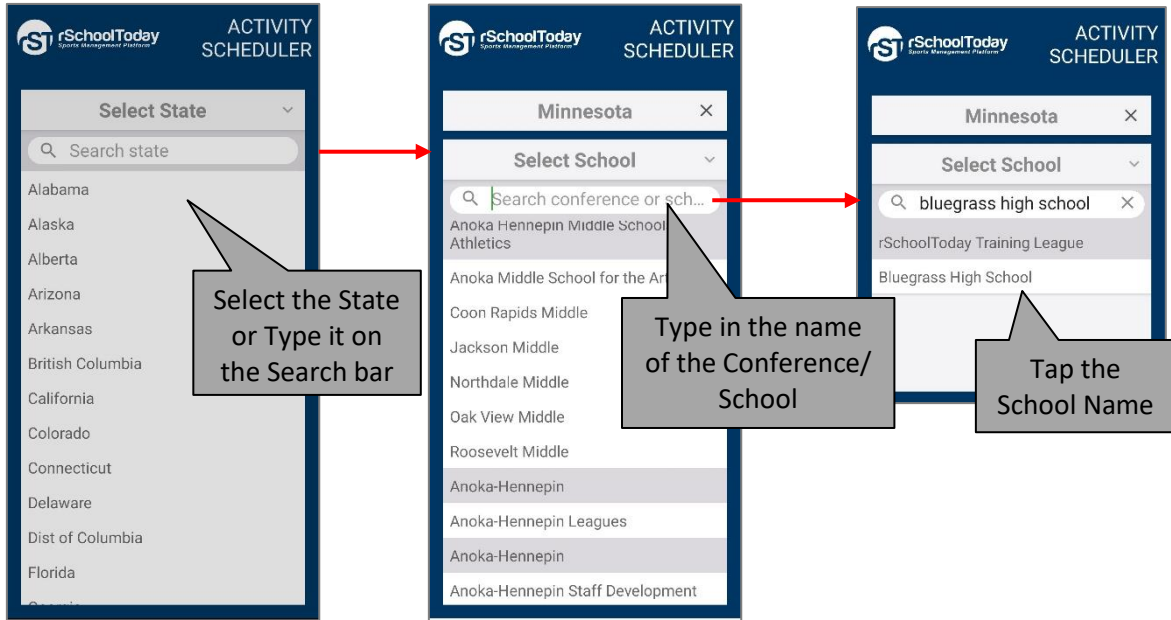 rST rSchoolToday
Sports Management Platform
ACTIVITY
SCHEDULER
Select State
Search state
Alabama
Alaska
Alberta
Arizona
Arkansas
British Columbia
California
Colorado
Connecticut
Delaware
Dist of Columbia
Florida
Select the State
or Type it on
the Search bar
rST rSchoolToday
Sports Management Platform
ACTIVITY
SCHEDULER
Minnesota
Select School
Search conference or sch...
Anoka Hennepin Middle School
Athletics
Anoka Middle School for the Art
Coon Rapids Middle
Jackson Middle
Northdale Middle
Oak View Middle
Roosevelt Middle
Anoka-Hennepin
Anoka-Hennepin Leagues
Anoka-Hennepin
Anoka-Hennepin Staff Development
Type in the name
of the Conference/
School
rST rSchoolToday
Sports Management Platform
ACTIVITY
SCHEDULER
Minnesota
Select School
bluegrass high school
rSchoolToday Training League
Bluegrass High School
Tap the
School Name